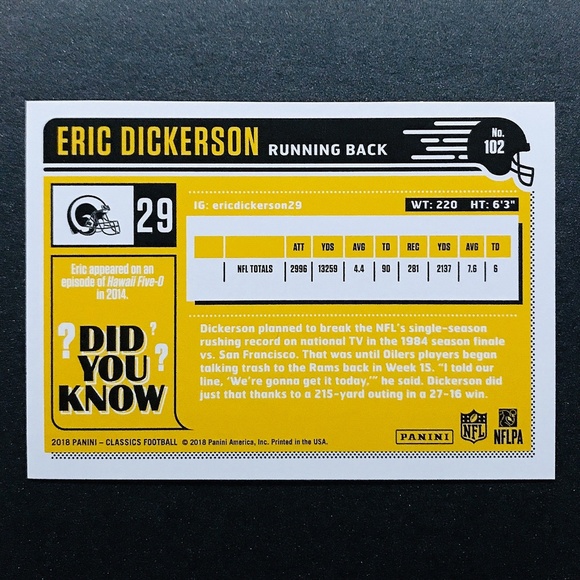 ERIC DICKERSON RUNNING BACK
No. 102
29
IG: ericdickerson29
WT: 220 HT: 6'3"
ATT YDS AVG TD REC YDS AVG TD
NFL TOTALS 2996 13259 4.4 90 281 2137 7.6 6
Eric appeared on an
episode of Hawaii Five-0
in 2014.
? DID ?
YOU ?
KNOW
Dickerson planned to break the NFL's single-season
rushing record on national TV in the 1984 season finale
vs. San Francisco. That was until Oilers players began
talking trash to the Rams back in Week 15. "I told our
line, 'We're gonna get it today,'" he said. Dickerson did
just that thanks to a 215-yard outing in a 27-16 win.
2018 PANINI – CLASSICS FOOTBALL © 2018 Panini America, Inc. Printed in the USA.
PANINI
NFL
NFLPA